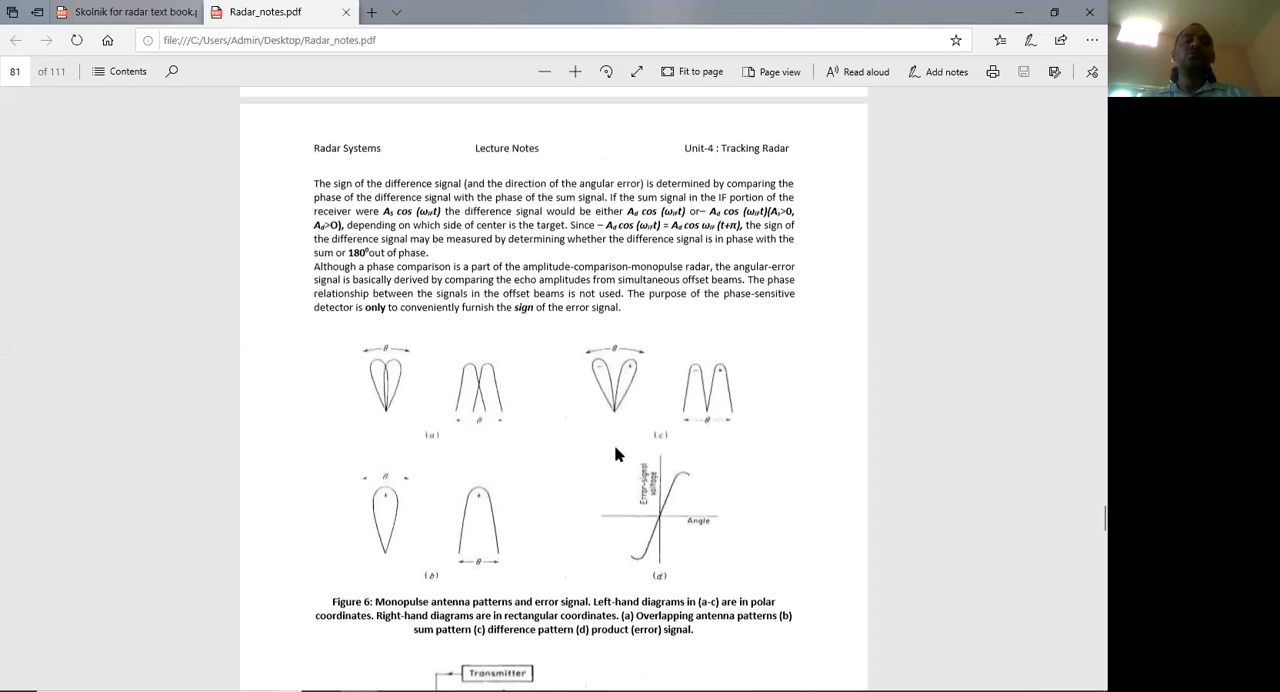 Skolnik for radar text book.p
Radar_notes.pdf
file:///C:/Users/Admin/Desktop/Radar_notes.pdf
81 of 111
Contents
Fit to page
Page view
Read aloud
Add notes
Radar Systems Lecture Notes Unit-4 : Tracking Radar
The sign of the difference signal (and the direction of the angular error) is determined by comparing the
phase of the difference signal with the phase of the sum signal. If the sum signal in the IF portion of the
receiver were As cos (ωIFt) the difference signal would be either Ad cos (ωIFt) or– Ad cos (ωIFt)(As>0,
Ad>O), depending on which side of center is the target. Since – Ad cos (ωIFt) = Ad cos ωIF (t+π), the sign of
the difference signal may be measured by determining whether the difference signal is in phase with the
sum or 180⁰out of phase.
Although a phase comparison is a part of the amplitude-comparison-monopulse radar, the angular-error
signal is basically derived by comparing the echo amplitudes from simultaneous offset beams. The phase
relationship between the signals in the offset beams is not used. The purpose of the phase-sensitive
detector is only to conveniently furnish the sign of the error signal.
θ
θ
(a)
θ
θ
(c)
θ
θ
(b)
Error-signal
voltage
Angle
(d)
Figure 6: Monopulse antenna patterns and error signal. Left-hand diagrams in (a-c) are in polar
coordinates. Right-hand diagrams are in rectangular coordinates. (a) Overlapping antenna patterns (b)
sum pattern (c) difference pattern (d) product (error) signal.
Transmitter